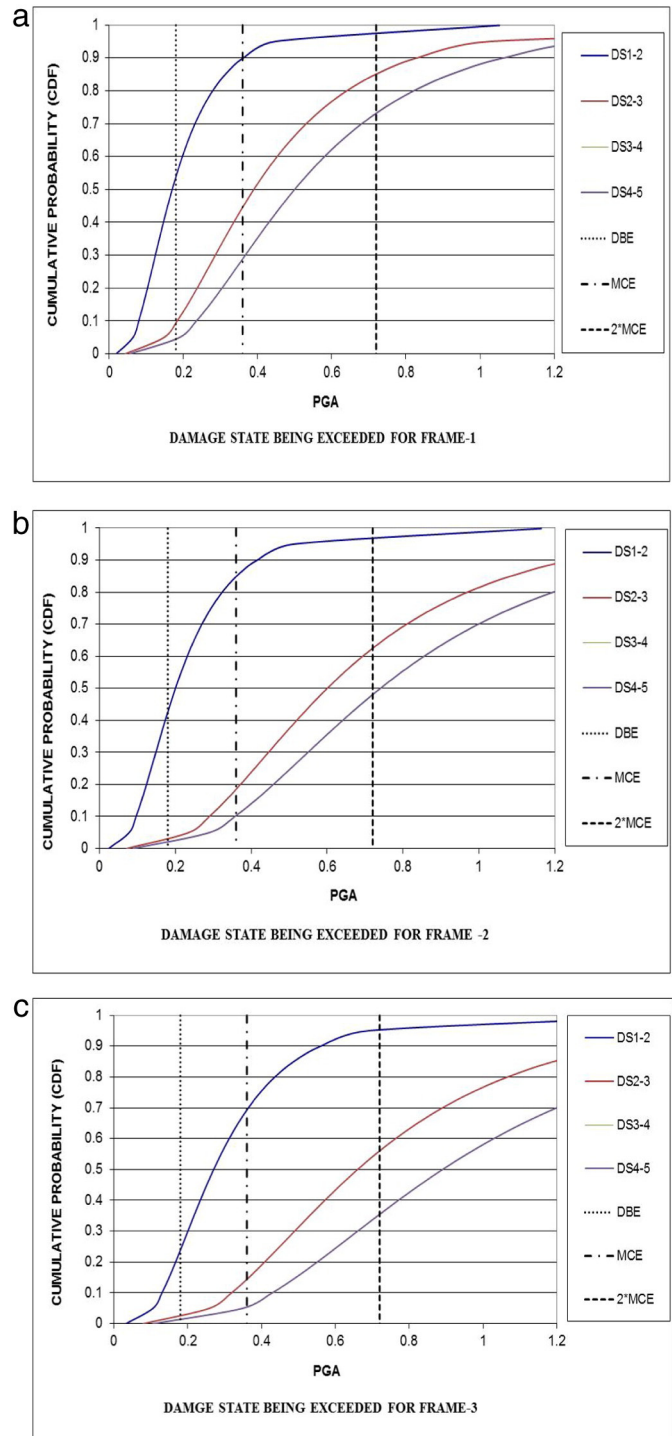 a
CUMULATIVE PROBABILITY (CDF)
1
0.9
0.8
0.7
0.6
0.5
0.4
0.3
0.2
0.1
0
0 0.2 0.4 0.6 0.8 1 1.2
PGA
DS1-2
DS2-3
DS3-4
DS4-5
DBE
MCE
2*MCE
DAMAGE STATE BEING EXCEEDED FOR FRAME-1
b
CUMULATIVE PROBABILITY (CDF)
1
0.9
0.8
0.7
0.6
0.5
0.4
0.3
0.2
0.1
0
0 0.2 0.4 0.6 0.8 1 1.2
PGA
DS1-2
DS2-3
DS3-4
DS4-5
DBE
MCE
2*MCE
DAMAGE STATE BEING EXCEEDED FOR FRAME -2
c
CUMULATIVE PROBABILITY (CDF)
1
0.9
0.8
0.7
0.6
0.5
0.4
0.3
0.2
0.1
0
0 0.2 0.4 0.6 0.8 1 1.2
PGA
DS1-2
DS2-3
DS3-4
DS4-5
DBE
MCE
2*MCE
DAMGE STATE BEING EXCEEDED FOR FRAME-3